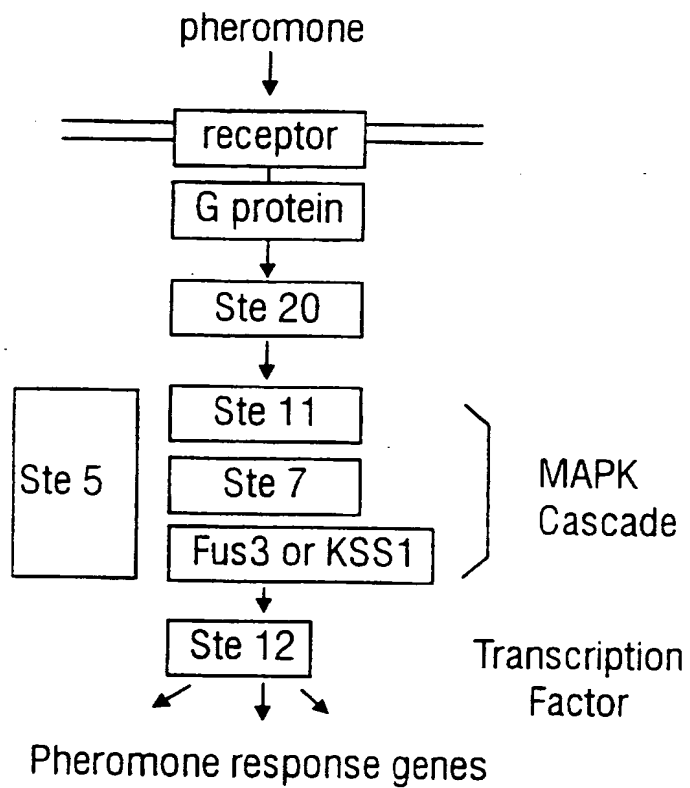 pheromone
receptor
G protein
Ste 20
Ste 11
Ste 5
Ste 7
MAPK
Cascade
Fus3 or KSS1
Ste 12
Transcription
Factor
Pheromone response genes